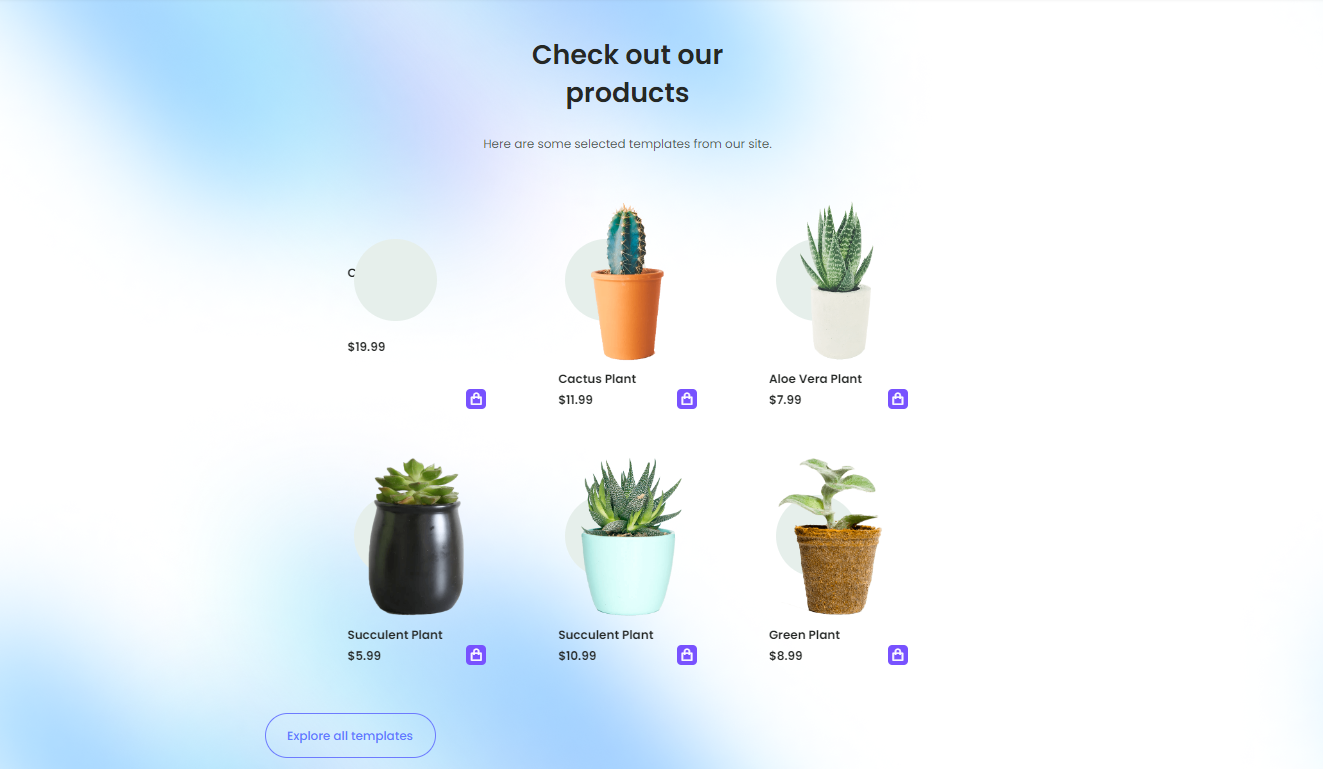 Check out our
products
Here are some selected templates from our site.
$19.99
Cactus Plant
$11.99
Aloe Vera Plant
$7.99
Succulent Plant
$5.99
Succulent Plant
$10.99
Green Plant
$8.99
Explore all templates